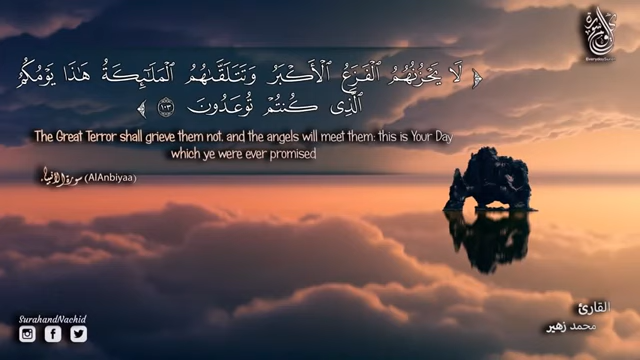 ﴿ لَا يَحْزُنُهُمُ ٱلْفَزَعُ ٱلْأَكْبَرُ وَتَتَلَقَّىٰهُمُ ٱلْمَلَـٰٓئِكَةُ هَـٰذَا يَوْمُكُمُ
ٱلَّذِى كُنتُمْ تُوعَدُونَ ١٠٣ ﴾
The Great Terror shall grieve them not, and the angels will meet them: this is Your Day
which ye were ever promised
سورة الأنبياء (AlAnbiyaa)
القارئ
محمد زهير
SurahandNachid